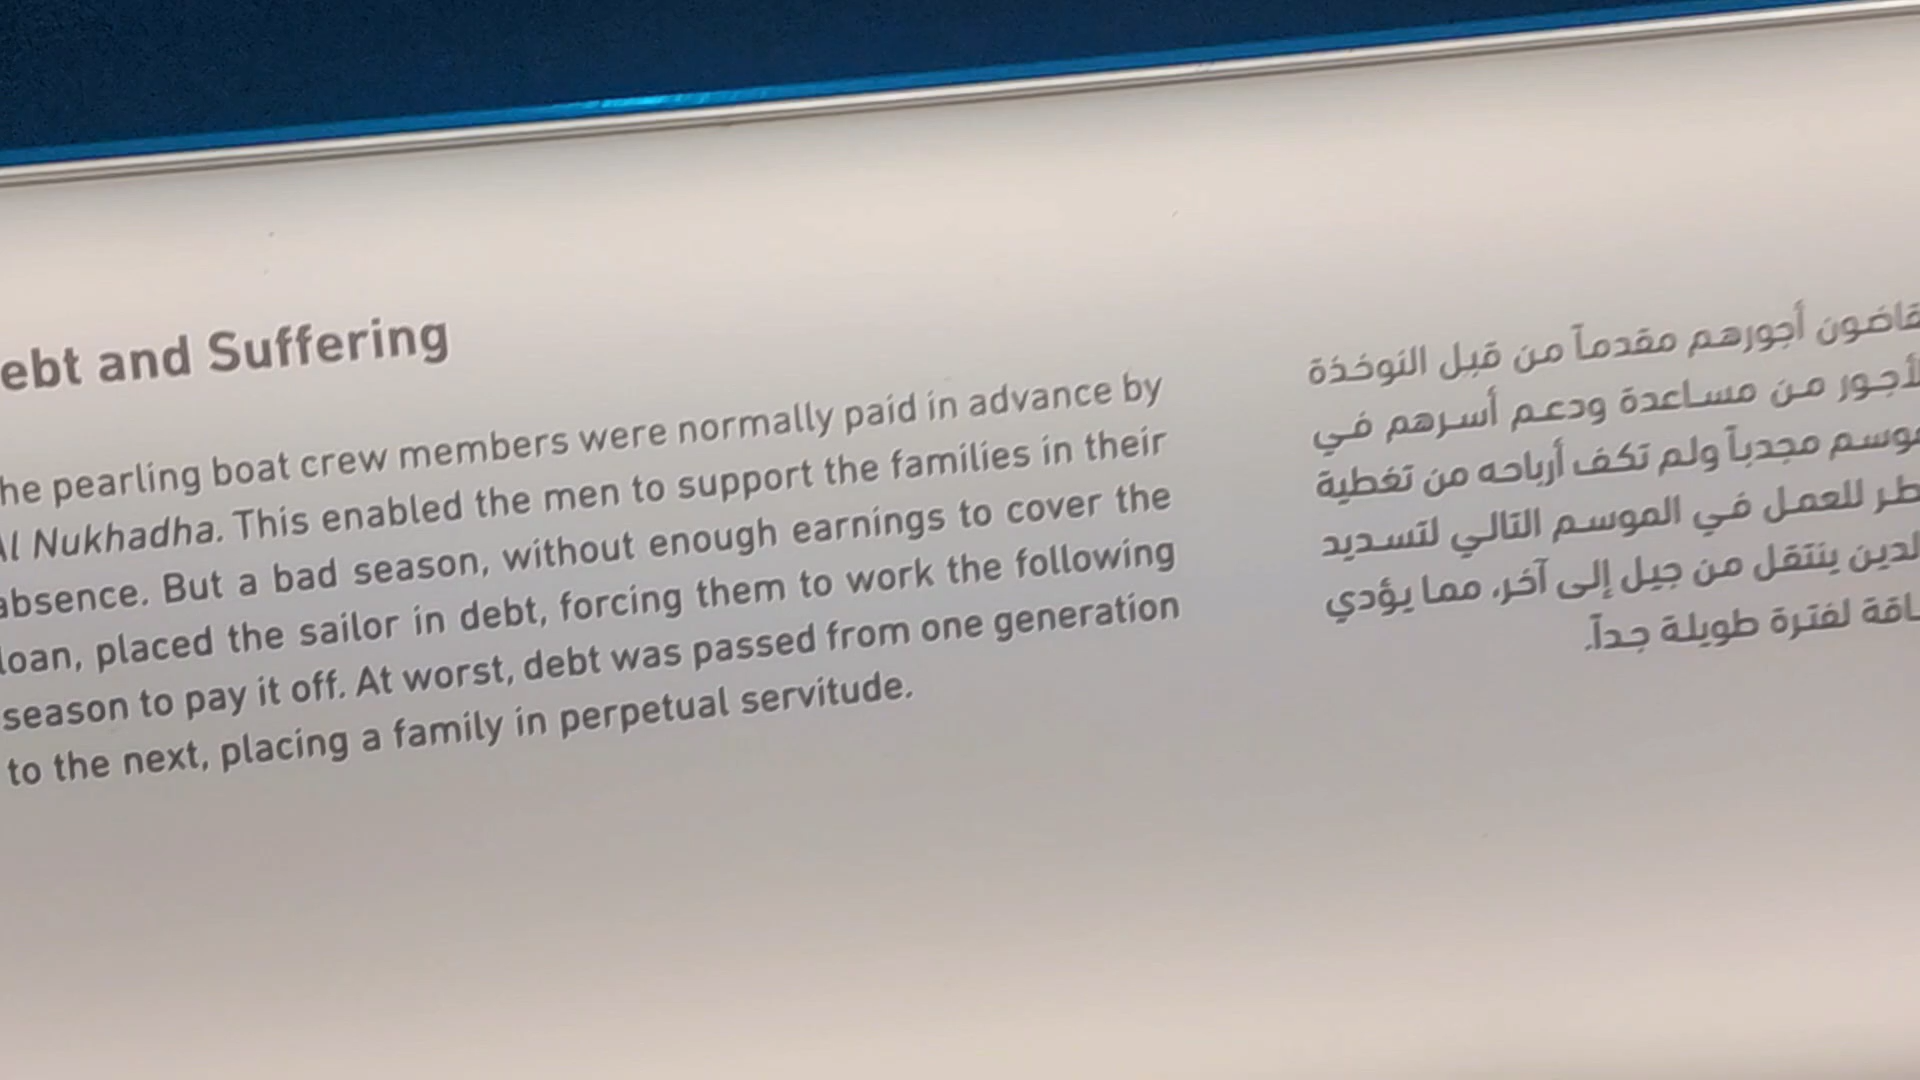 ebt and Suffering
he pearling boat crew members were normally paid in advance by
Al Nukhadha. This enabled the men to support the families in their
absence. But a bad season, without enough earnings to cover the
loan, placed the sailor in debt, forcing them to work the following
season to pay it off. At worst, debt was passed from one generation
to the next, placing a family in perpetual servitude.
قاضون أجورهم مقدماً من قبل النوخذة
لأجور من مساعدة ودعم أسرهم في
موسم مجدباً ولم تكف أرباحه من تغطية
طر للعمل في الموسم التالي لتسديد
لدين ينتقل من جيل إلى آخر، مما يؤدي
اقة لفترة طويلة جداً.